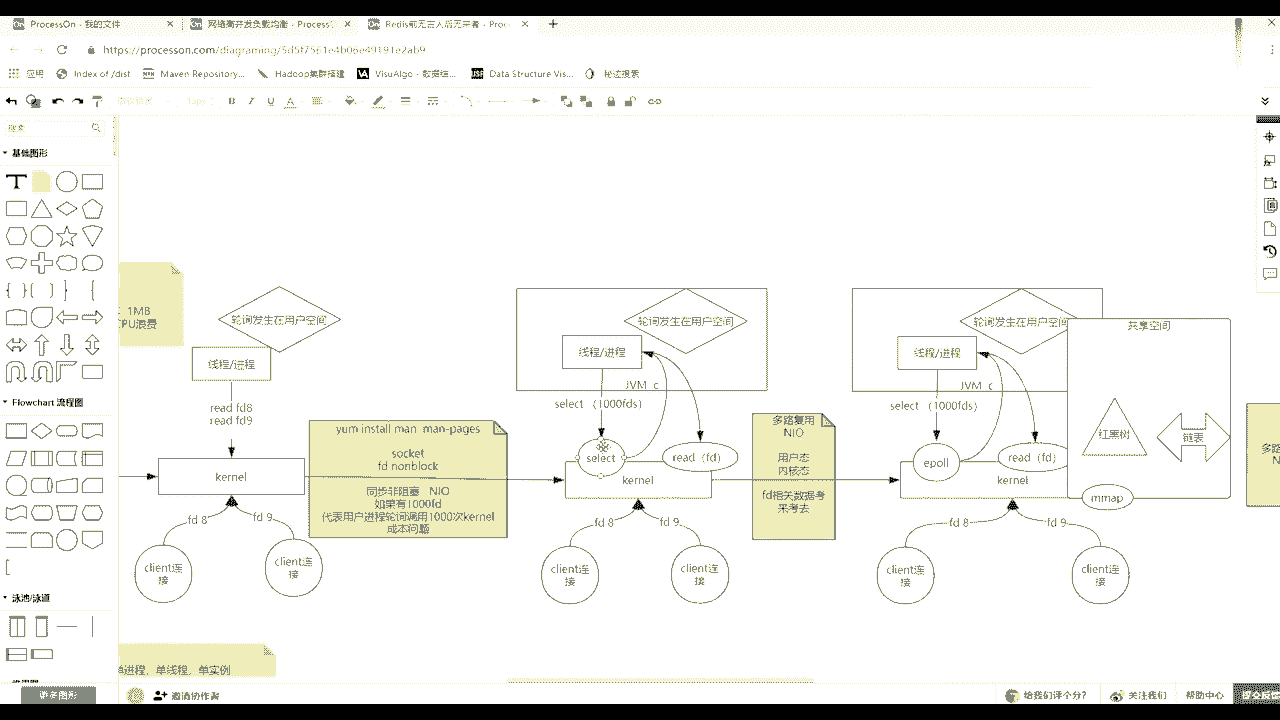 ProcessOn - 我的文件
网络高并发负载均衡 - Process
Redis前无古人后无来者 - Proc
https://processon.com/diagraming/5d5f7561e4b0ee49191e2ab9
应用
Index of /dist
Maven Repository...
Hadoop集群搭建
VisuAlgo - 数据结...
Data Structure Vis...
秘迹搜索
B I U A
基础图形
T
Flowchart 流程图
泳池/泳道
更多图形
邀请协作者
给我们评个分?
关注我们
帮助中心
1MB
CPU浪费
轮询发生在用户空间
线程/进程
read fd8
read fd9
kernel
fd 8
fd 9
client连
接
client连
接
yum install man man-pages
socket
fd nonblock
同步非阻塞 NIO
如果有1000fd
代表用户进程轮询调用1000次kernel
成本问题
轮询发生在用户空间
线程/进程
JVM c
select (1000fds)
select
read (fd)
kernel
fd 8
fd 9
client连
接
client连
接
多路复用
NIO
用户态
内核态
fd相关数据考
来考去
轮询发生在用户空间
线程/进程
JVM c
select (1000fds)
epoll
read (fd)
kernel
fd 8
fd 9
client连
接
client连
接
共享空间
红黑树
链表
mmap
多路
单进程、单线程、单实例